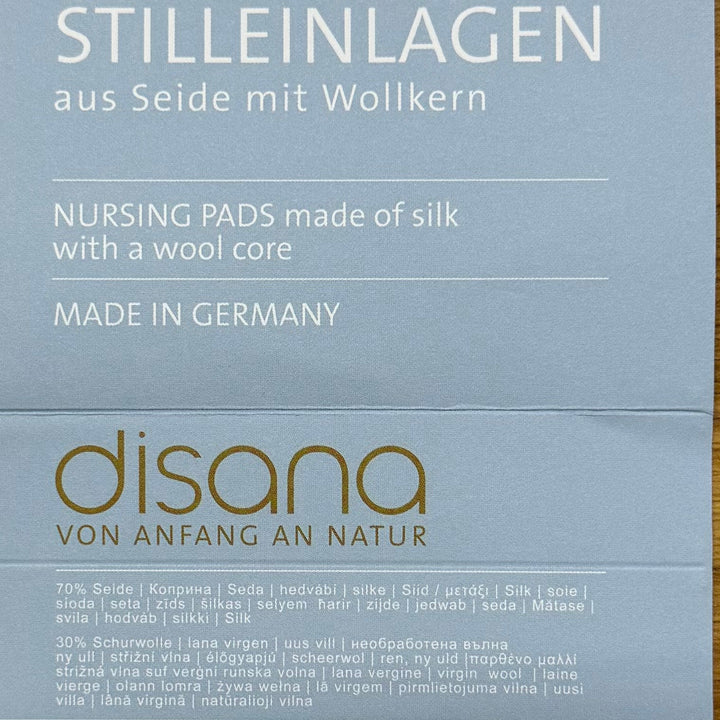 STILLEINLAGEN
aus Seide mit Wollkern
NURSING PADS made of silk
with a wool core
MADE IN GERMANY
disana
VON ANFANG AN NATUR
70% Seide | Коприна | Seda | hedvábí | silke | Siid / μετάξι | Silk | soie |
sioda | seta | zids | šilkas | selyem ħarir | zijde | jedwab | seda | Mătase |
svila | hodváb | silkki | Silk
30% Schurwolle | lana virgen | uus vill | необработена вълна
ny ull | střižní vlna | élőgyapjú | scheerwol | ren, ny uld |παρθένο μαλλί
strižná vlna suf verġni runska volna | lana vergine | virgin wool | laine
vierge | olann lomra | żywa wełna | lã virgem | pirmlietojuma vilna | uusi
villa | lână virgină | natūralioji vilna